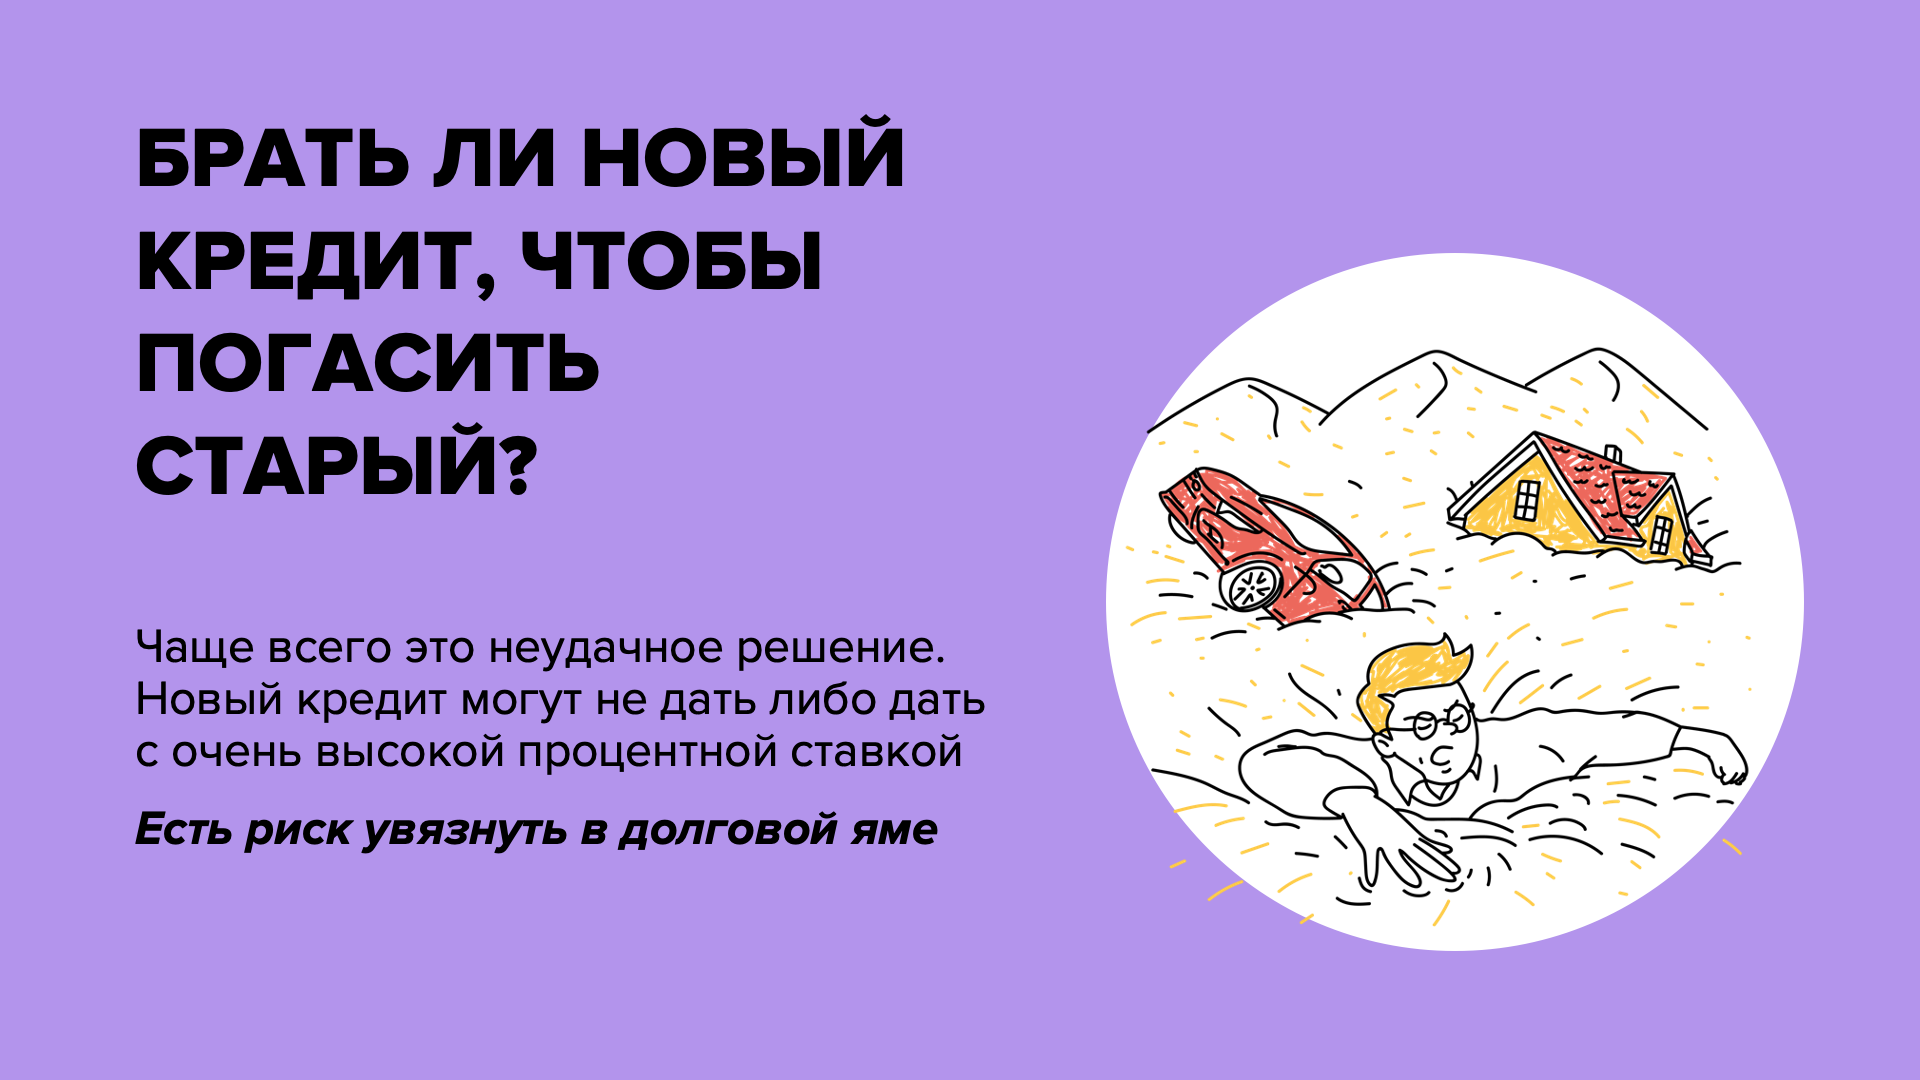 БРАТЬ ЛИ НОВЫЙ
КРЕДИТ, ЧТОБЫ
ПОГАСИТЬ
СТАРЫЙ?
Чаще всего это неудачное решение.
Новый кредит могут не дать либо дать
с очень высокой процентной ставкой
Есть риск увязнуть в долговой яме